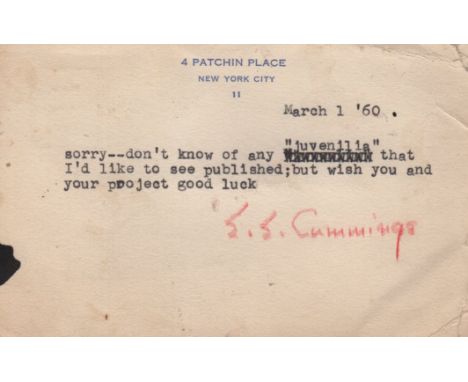 4 PATCHIN PLACE
NEW YORK CITY
11
March 1 '60.
"juvenilia"
sorry--don't know of any that
I'd like to see published;but wish you and
your project good luck
E. E. Cummings